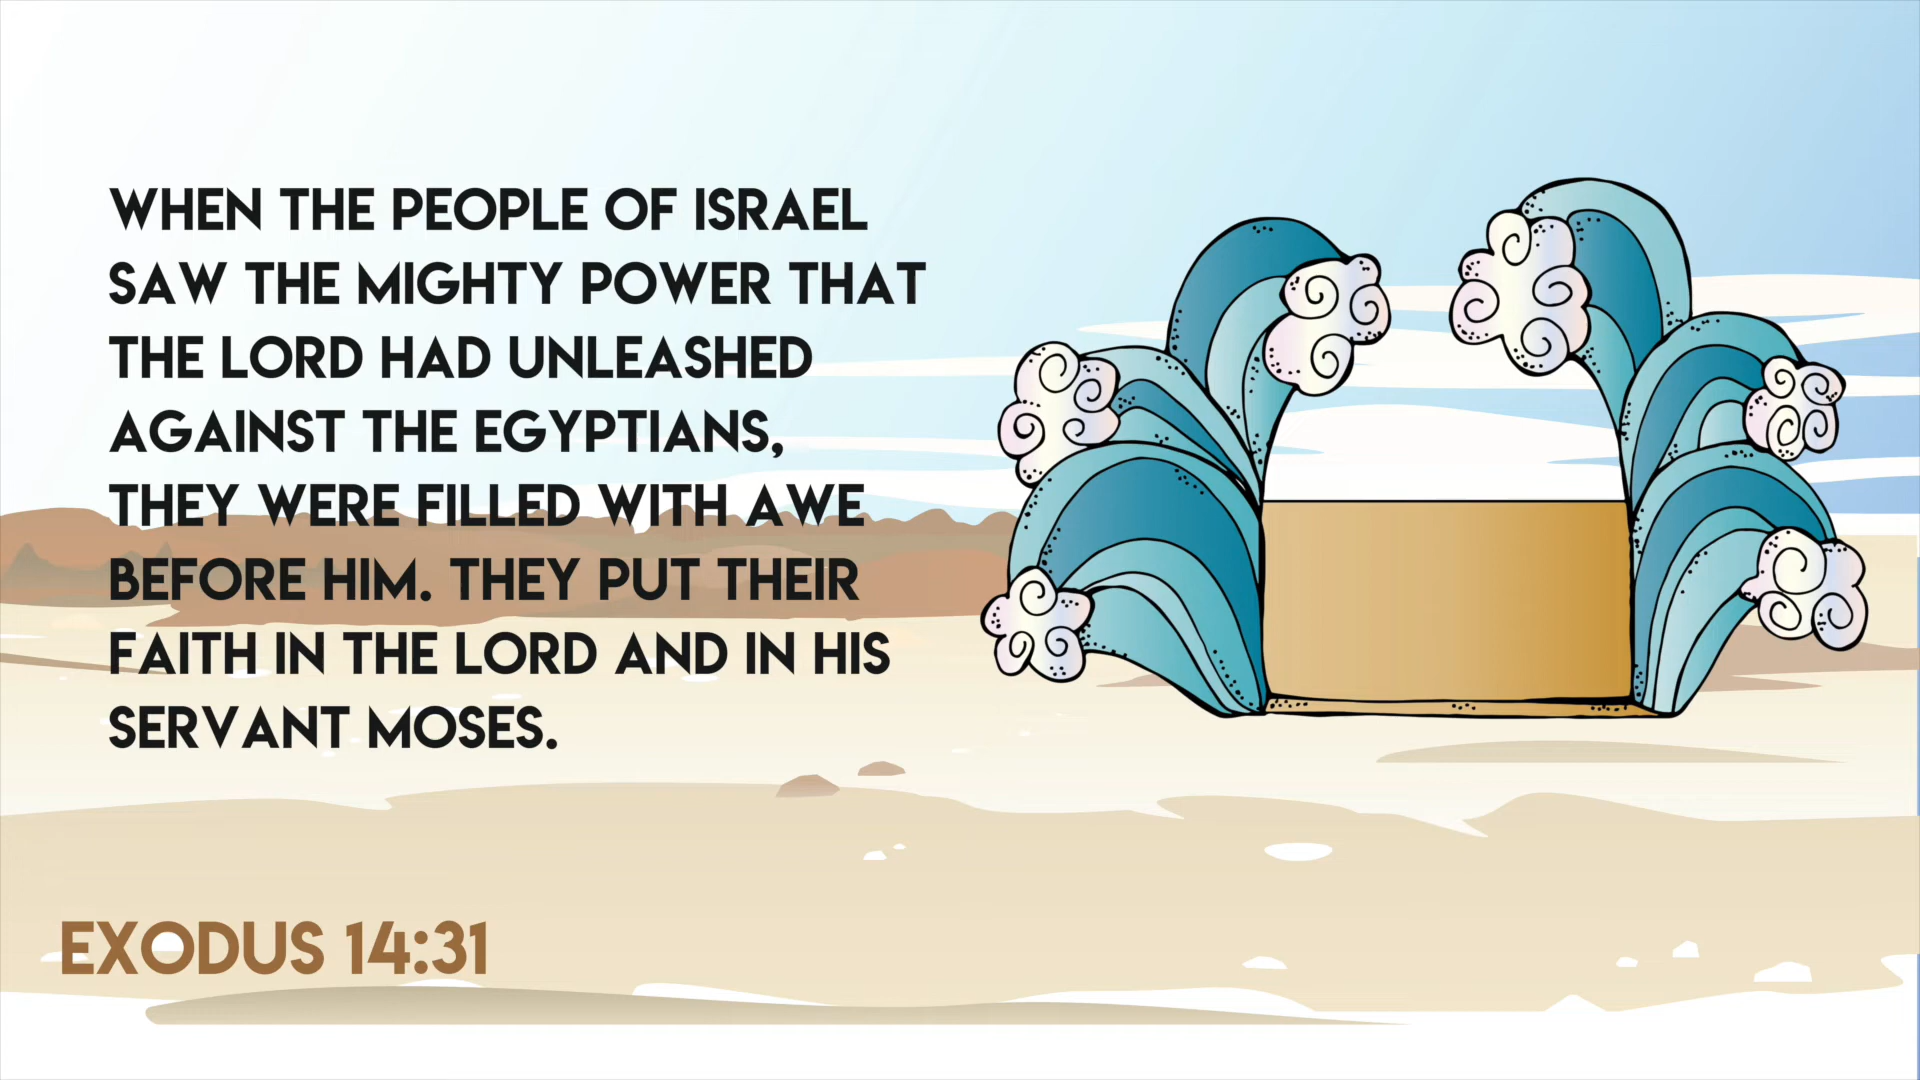 WHEN THE PEOPLE OF ISRAEL
SAW THE MIGHTY POWER THAT
THE LORD HAD UNLEASHED
AGAINST THE EGYPTIANS,
THEY WERE FILLED WITH AWE
BEFORE HIM. THEY PUT THEIR
FAITH IN THE LORD AND IN HIS
SERVANT MOSES.
EXODUS 14:31